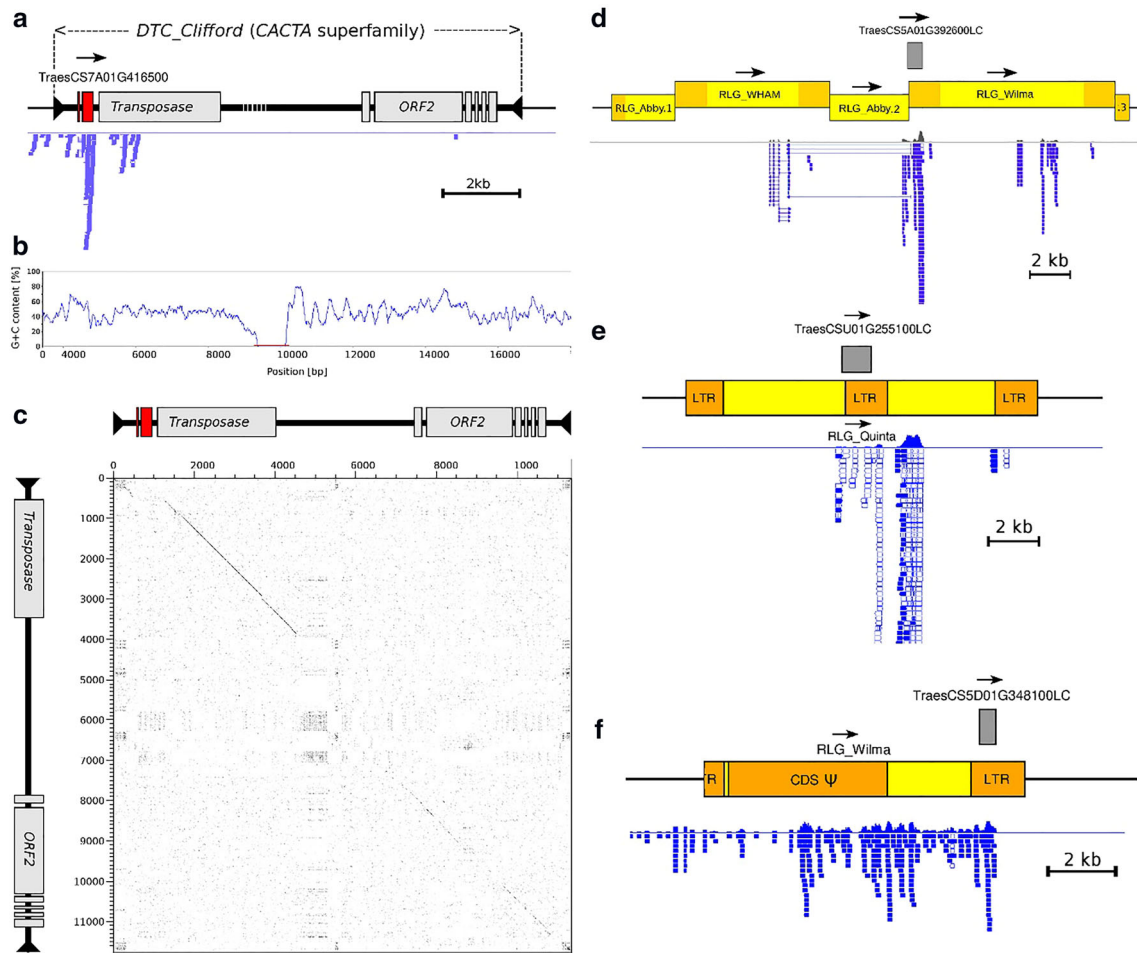 a
DTC_Clifford (CACTA superfamily)
TraesCS7A01G416500
Transposase
ORF2
2kb
b
G+C content [%]
100
80
60
40
20
0
4000 6000 8000 10000 12000 14000 16000
Position [bp]
c
Transposase
ORF2
0 2000 4000 6000 8000 1000
0
1000
2000
3000
4000
5000
6000
7000
8000
9000
10000
11000
Transposase
ORF2
d
TraesCS5A01G392600LC
RLG_Abby.1
RLG_WHAM
RLG_Abby.2
RLG_Wilma
.3
2 kb
e
TraesCSU01G255100LC
LTR
LTR
LTR
RLG_Quinta
2 kb
TraesCS5D01G348100LC
f
RLG_Wilma
R
CDS Ψ
LTR
2 kb